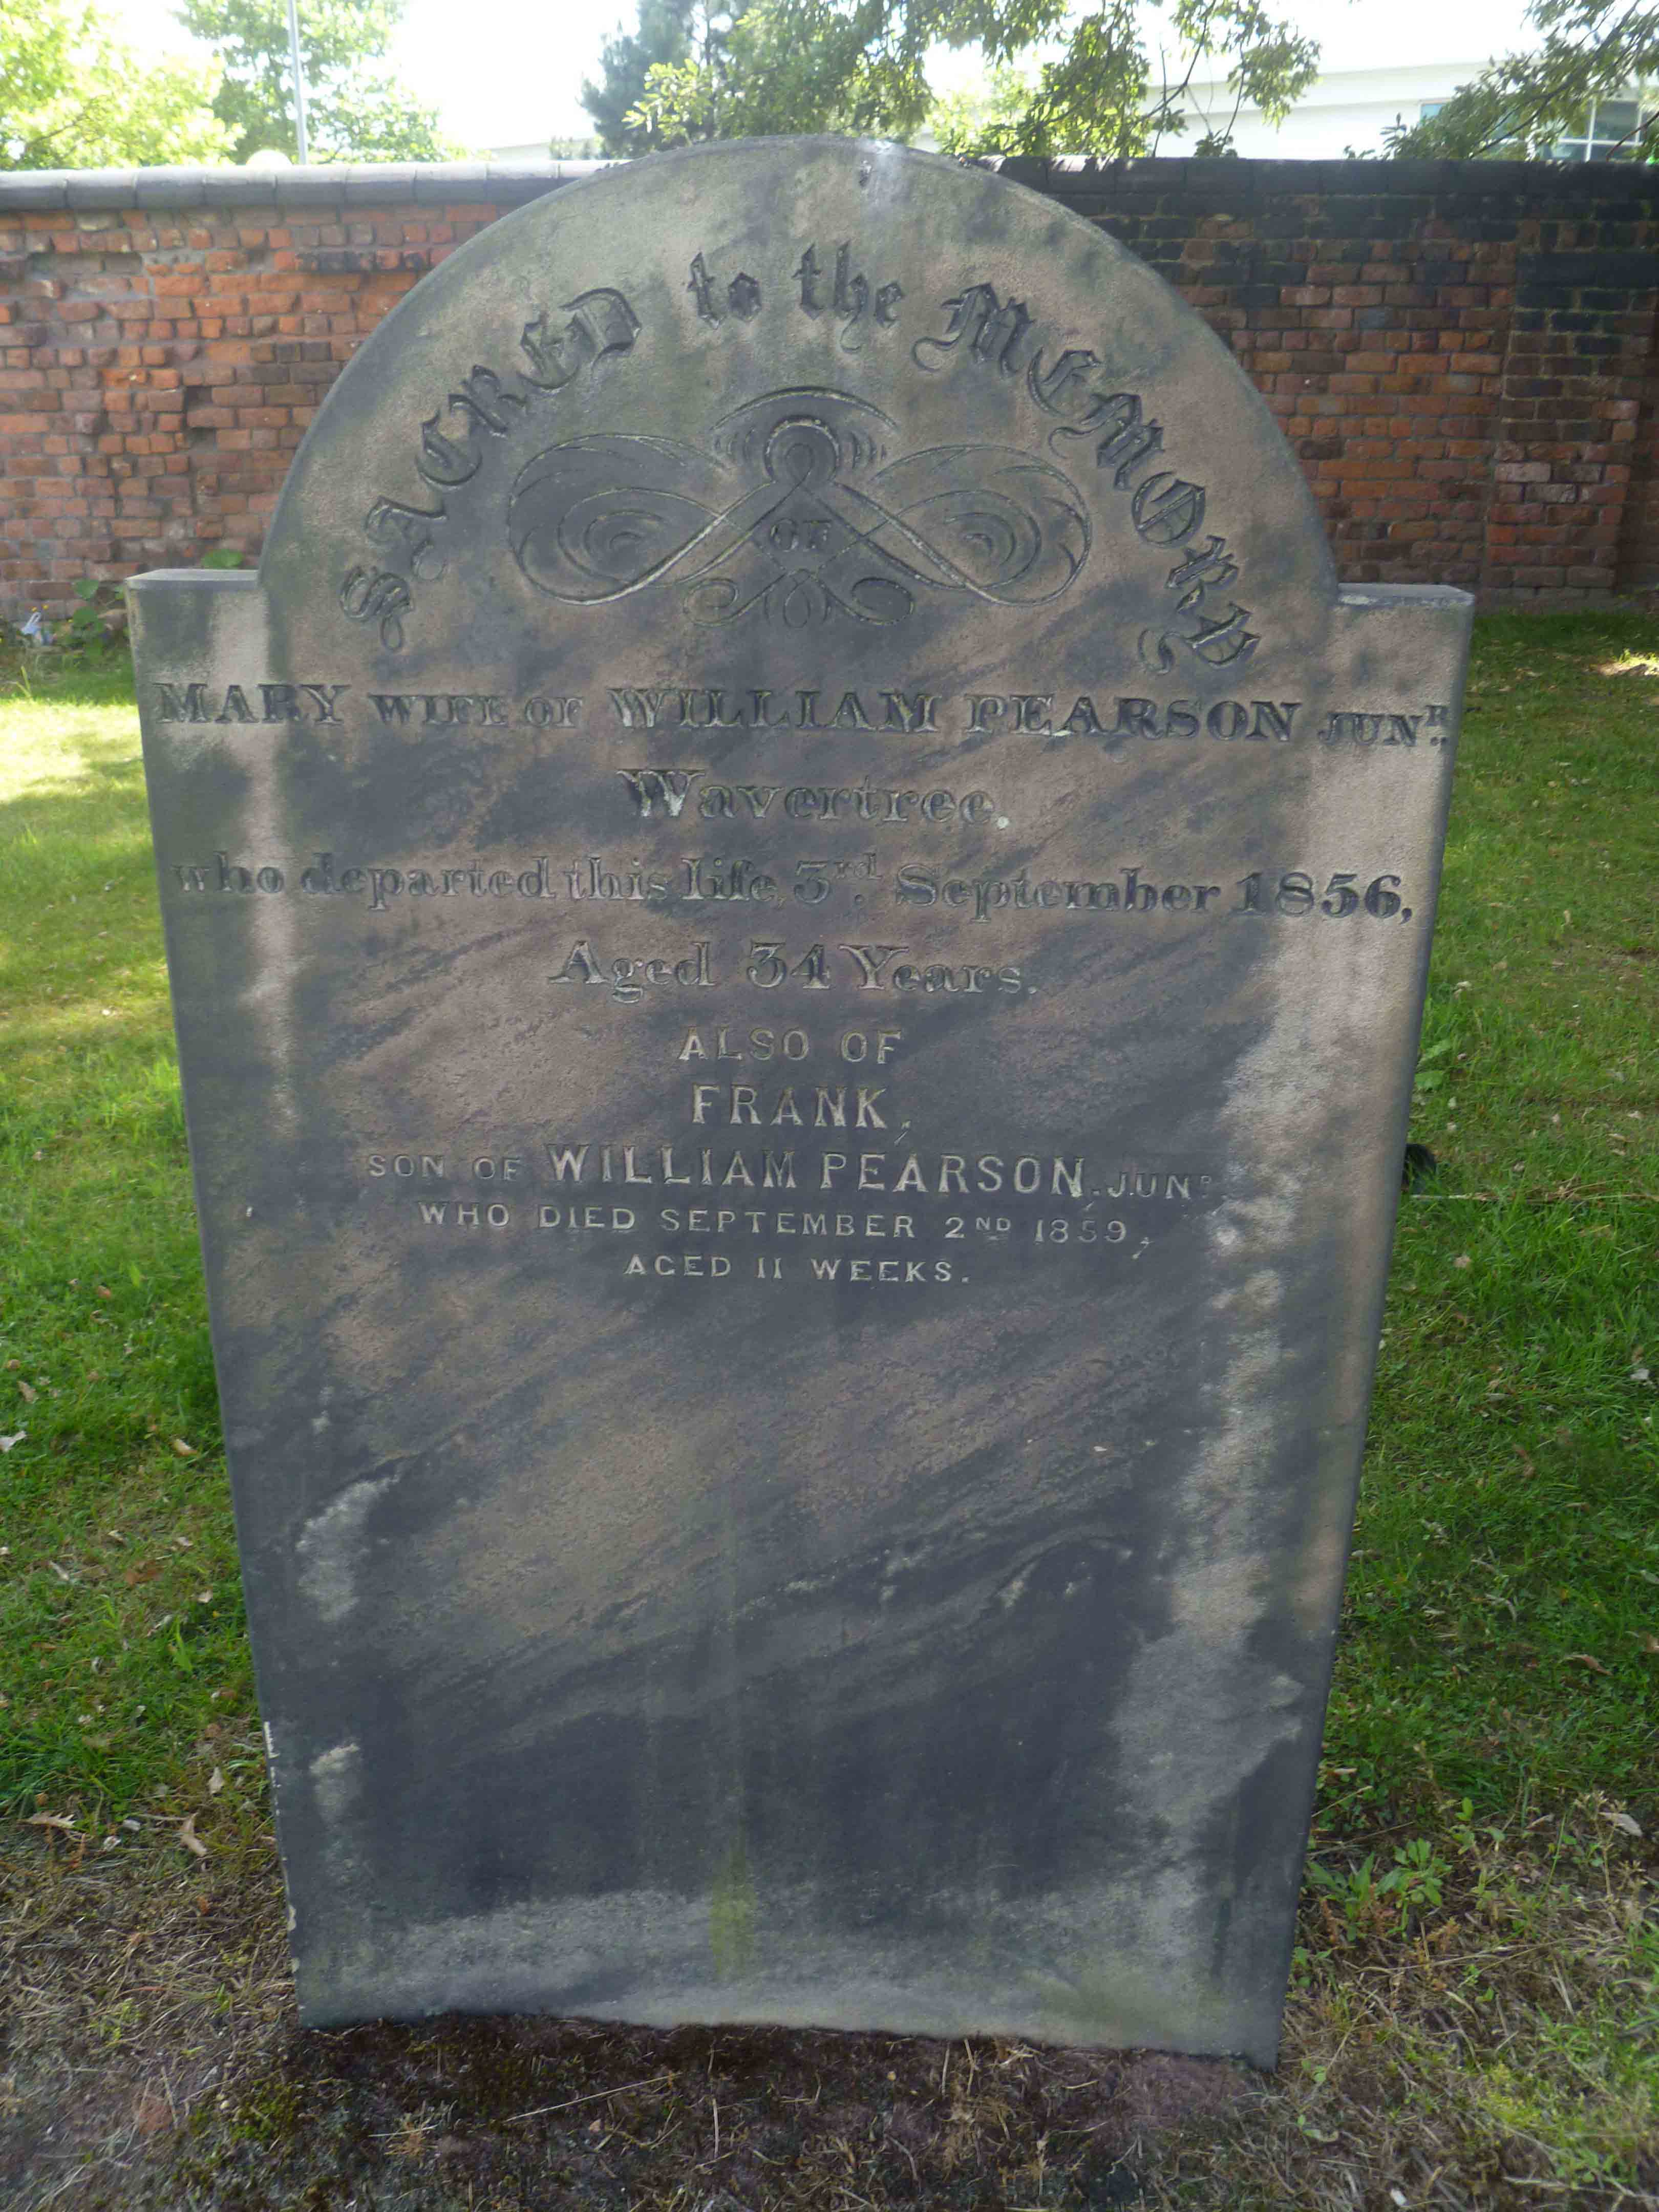 SACRED to the MEMORY
OF
MARY WIFE OF WILLIAM PEARSON JUNR.
Wavertree.
who departed this life 3rd. September 1856,
Aged 34 Years.
ALSO OF
FRANK,
SON OF WILLIAM PEARSON, JUNR
WHO DIED SEPTEMBER 2ND 1859,
AGED 11 WEEKS.